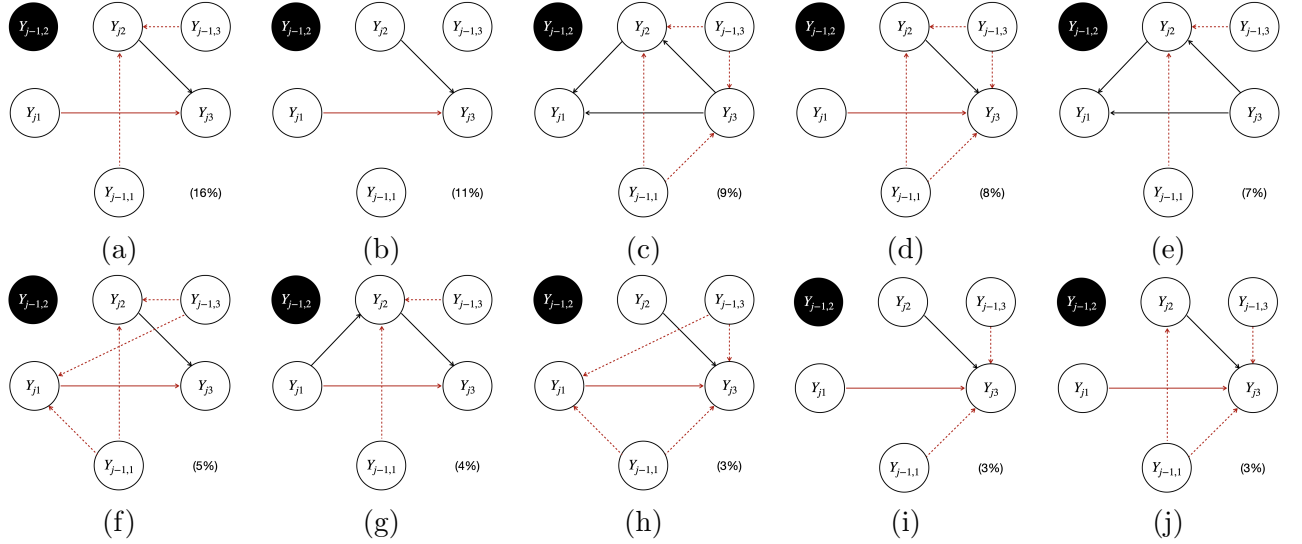 Y_{j−1,2} Y_{j2} Y_{j−1,3} Y_{j−1,2} Y_{j2} Y_{j−1,3} Y_{j−1,2} Y_{j2} Y_{j−1,3} Y_{j−1,2} Y_{j2} Y_{j−1,3} Y_{j−1,2} Y_{j2} Y_{j−1,3}
Y_{j1} Y_{j3} Y_{j1} Y_{j3} Y_{j1} Y_{j3} Y_{j1} Y_{j3} Y_{j1} Y_{j3}
Y_{j−1,1} (16%) Y_{j−1,1} (11%) Y_{j−1,1} (9%) Y_{j−1,1} (8%) Y_{j−1,1} (7%)
(a) (b) (c) (d) (e)
Y_{j−1,2} Y_{j2} Y_{j−1,3} Y_{j−1,2} Y_{j2} Y_{j−1,3} Y_{j−1,2} Y_{j2} Y_{j−1,3} Y_{j−1,2} Y_{j2} Y_{j−1,3} Y_{j−1,2} Y_{j2} Y_{j−1,3}
Y_{j1} Y_{j3} Y_{j1} Y_{j3} Y_{j1} Y_{j3} Y_{j1} Y_{j3} Y_{j1} Y_{j3}
Y_{j−1,1} (5%) Y_{j−1,1} (4%) Y_{j−1,1} (3%) Y_{j−1,1} (3%) Y_{j−1,1} (3%)
(f) (g) (h) (i) (j)